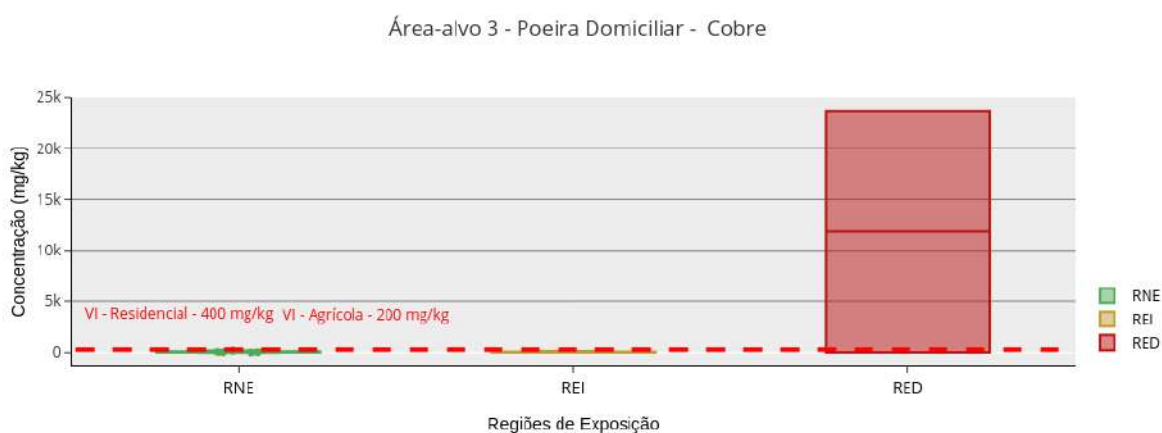 Área-alvo 3 - Poeira Domiciliar - Cobre
Concentração (mg/kg)
25k
20k
15k
10k
5k
0
VI - Residencial - 400 mg/kg VI - Agrícola - 200 mg/kg
RNE
REI
RED
RNE REI RED
Regiões de Exposição